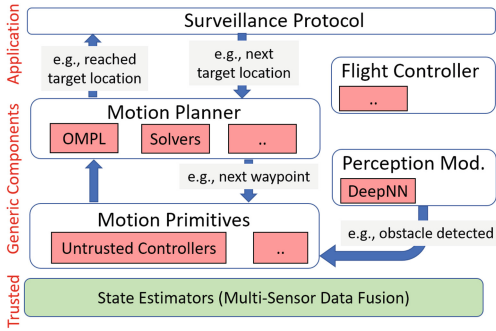 Application
Surveillance Protocol
e.g., reached
target location
e.g., next
target location
Flight Controller
..
Generic Components
Motion Planner
OMPL
Solvers
..
e.g., next waypoint
Perception Mod.
DeepNN
e.g., obstacle detected
Motion Primitives
Untrusted Controllers
..
Trusted
State Estimators (Multi-Sensor Data Fusion)